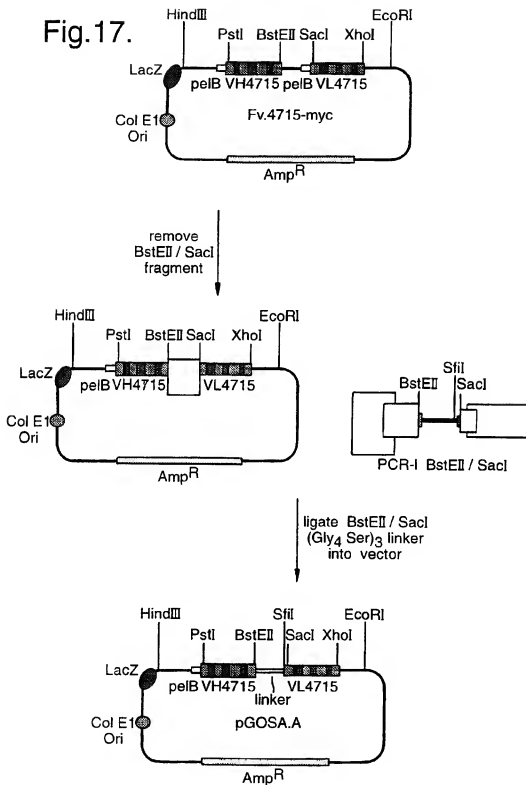 Fig.17.
HindIII
EcoRI
PstI BstEII SacI XhoI
LacZ
pelB VH4715 pelB VL4715
Fv.4715-myc
Col E1
Ori
Amp^R
remove
BstEII / SacI
fragment
HindIII
EcoRI
PstI BstEII SacI XhoI
LacZ
pelB VH4715 VL4715
Col E1
Ori
Amp^R
SfiI
BstEII SacI
PCR-I BstEII / SacI
ligate BstEII / SacI
(Gly4 Ser)3 linker
into vector
HindIII
SfiI EcoRI
PstI BstEII SacI XhoI
LacZ
pelB VH4715 VL4715
linker
pGOSA.A
Col E1
Ori
Amp^R